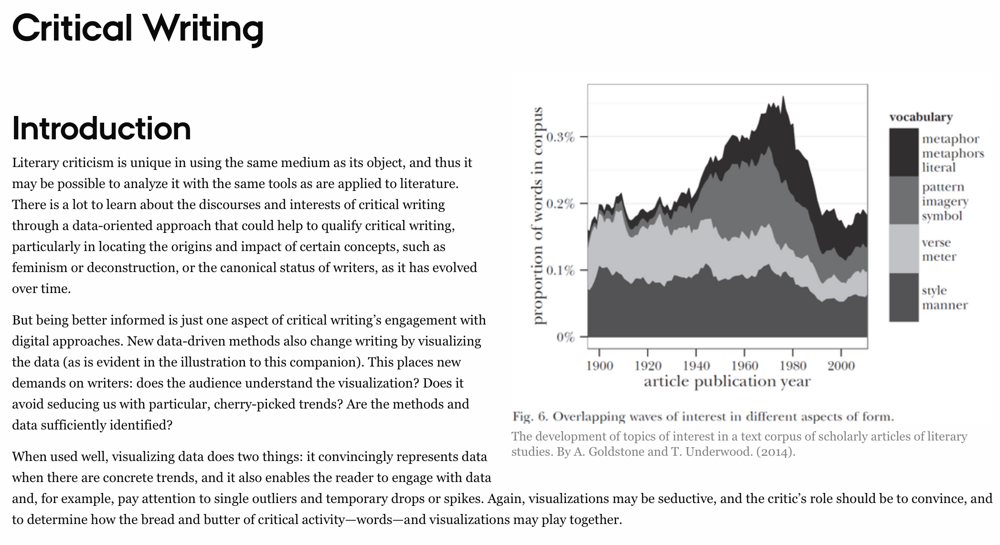 Critical Writing
Introduction
Literary criticism is unique in using the same medium as its object, and thus it
may be possible to analyze it with the same tools as are applied to literature.
There is a lot to learn about the discourses and interests of critical writing
through a data-oriented approach that could help to qualify critical writing,
particularly in locating the origins and impact of certain concepts, such as
feminism or deconstruction, or the canonical status of writers, as it has evolved
over time.
But being better informed is just one aspect of critical writing’s engagement with
digital approaches. New data-driven methods also change writing by visualizing
the data (as is evident in the illustration to this companion). This places new
demands on writers: does the audience understand the visualization? Does it
avoid seducing us with particular, cherry-picked trends? Are the methods and
data sufficiently identified?
When used well, visualizing data does two things: it convincingly represents data
when there are concrete trends, and it also enables the reader to engage with data
and, for example, pay attention to single outliers and temporary drops or spikes. Again, visualizations may be seductive, and the critic’s role should be to convince, and
to determine how the bread and butter of critical activity—words—and visualizations may play together.
proportion of words in corpus
0.3%
0.2%
0.1%
0%
1900 1920 1940 1960 1980 2000
article publication year
vocabulary
metaphor
metaphors
literal
pattern
imagery
symbol
verse
meter
style
manner
Fig. 6. Overlapping waves of interest in different aspects of form.
The development of topics of interest in a text corpus of scholarly articles of literary
studies. By A. Goldstone and T. Underwood. (2014).